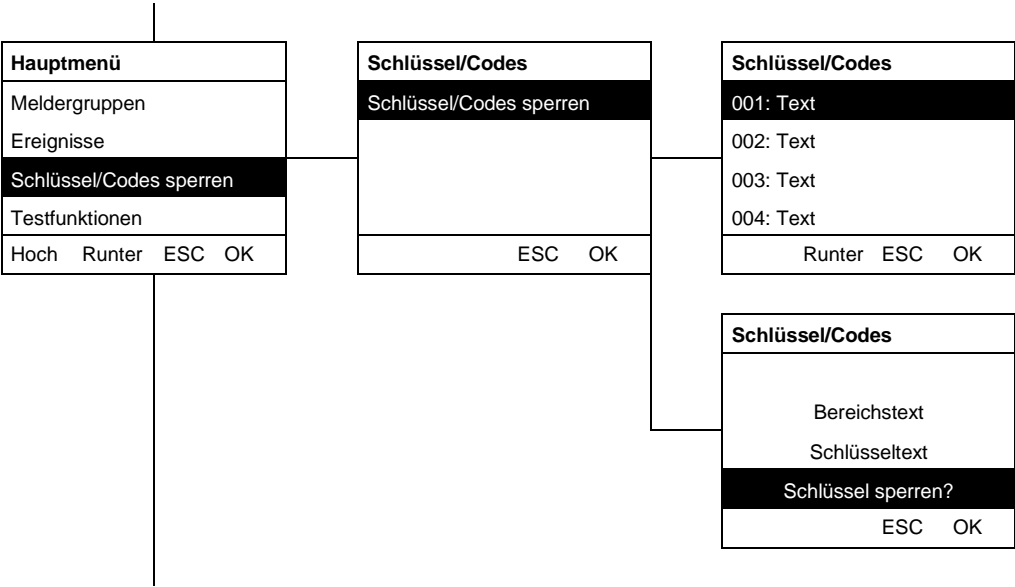 Hauptmenü
Meldergruppen
Ereignisse
Schlüssel/Codes sperren
Testfunktionen
Hoch Runter ESC OK
Schlüssel/Codes
Schlüssel/Codes sperren
ESC OK
Schlüssel/Codes
001: Text
002: Text
003: Text
004: Text
Runter ESC OK
Schlüssel/Codes
Bereichstext
Schlüsseltext
Schlüssel sperren?
ESC OK